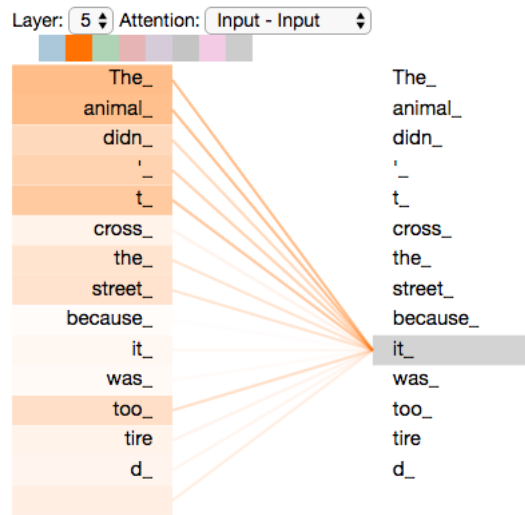 Layer: 5 Attention: Input - Input
The_ The_
animal_ animal_
didn_ didn_
'_ '_
t_ t_
cross_ cross_
the_ the_
street_ street_
because_ because_
it_ it_
was_ was_
too_ too_
tire tire
d_ d_